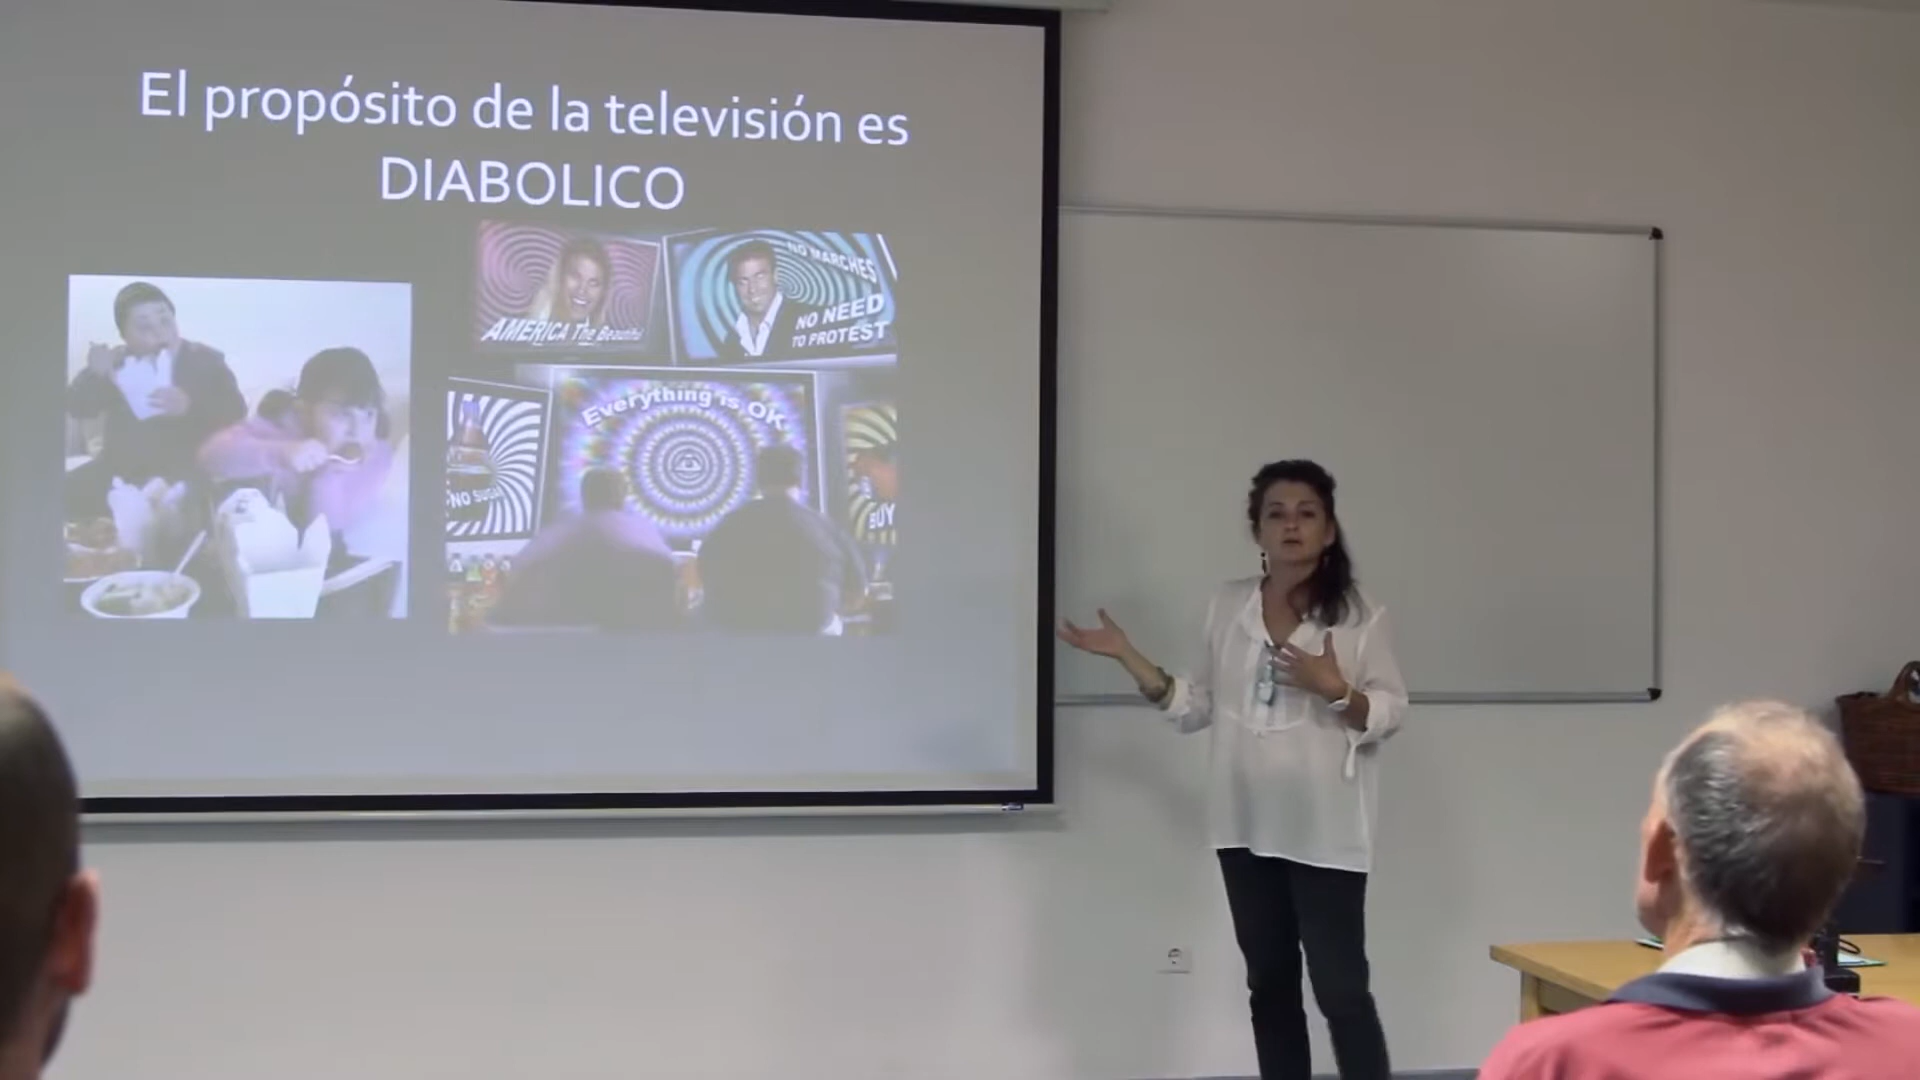 El propósito de la televisión es
DIABOLICO
AMERICA The Beautiful
NO MARCHES
NO NEED
TO PROTEST
Everything is OK
NO SUGAR
BUY